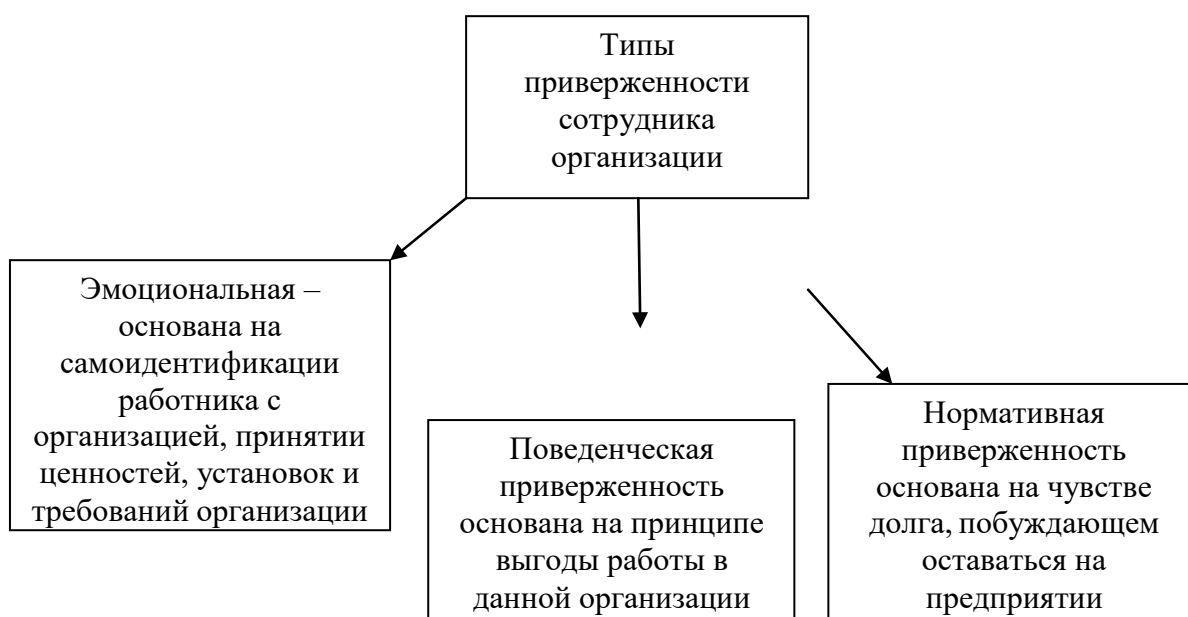 Типы
приверженности
сотрудника
организации
Эмоциональная –
основана на
самоидентификации
работника с
организацией, принятии
ценностей, установок и
требований организации
Поведенческая
приверженность
основана на принципе
выгоды работы в
данной организации
Нормативная
приверженность
основана на чувстве
долга, побуждающем
оставаться на
предприятии